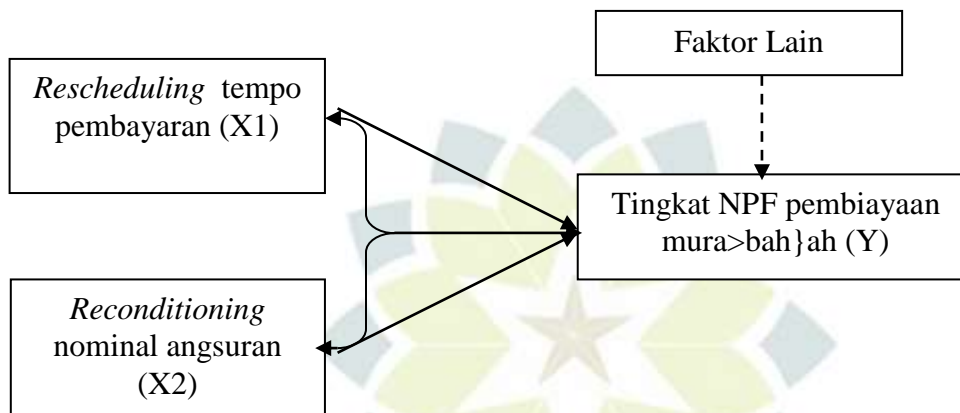 Faktor Lain
Rescheduling tempo
pembayaran (X1)
Tingkat NPF pembiayaan
mura>bah}ah (Y)
Reconditioning
nominal angsuran
(X2)